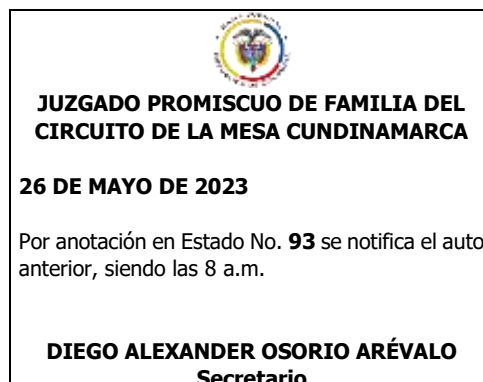 JUZGADO PROMISCUO DE FAMILIA DEL
CIRCUITO DE LA MESA CUNDINAMARCA
26 DE MAYO DE 2023
Por anotación en Estado No. 93 se notifica el auto
anterior, siendo las 8 a.m.
DIEGO ALEXANDER OSORIO ARÉVALO
Secretario